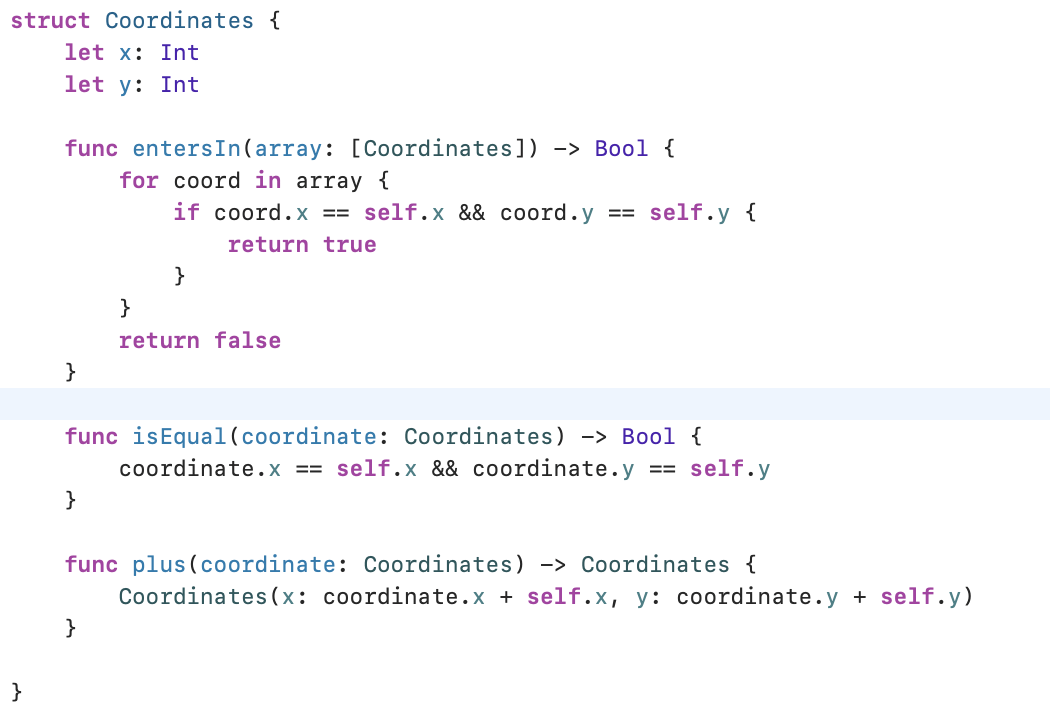 struct Coordinates {
    let x: Int
    let y: Int

    func entersIn(array: [Coordinates]) -> Bool {
        for coord in array {
            if coord.x == self.x && coord.y == self.y {
                return true
            }
        }
        return false
    }

    func isEqual(coordinate: Coordinates) -> Bool {
        coordinate.x == self.x && coordinate.y == self.y
    }

    func plus(coordinate: Coordinates) -> Coordinates {
        Coordinates(x: coordinate.x + self.x, y: coordinate.y + self.y)
    }

}